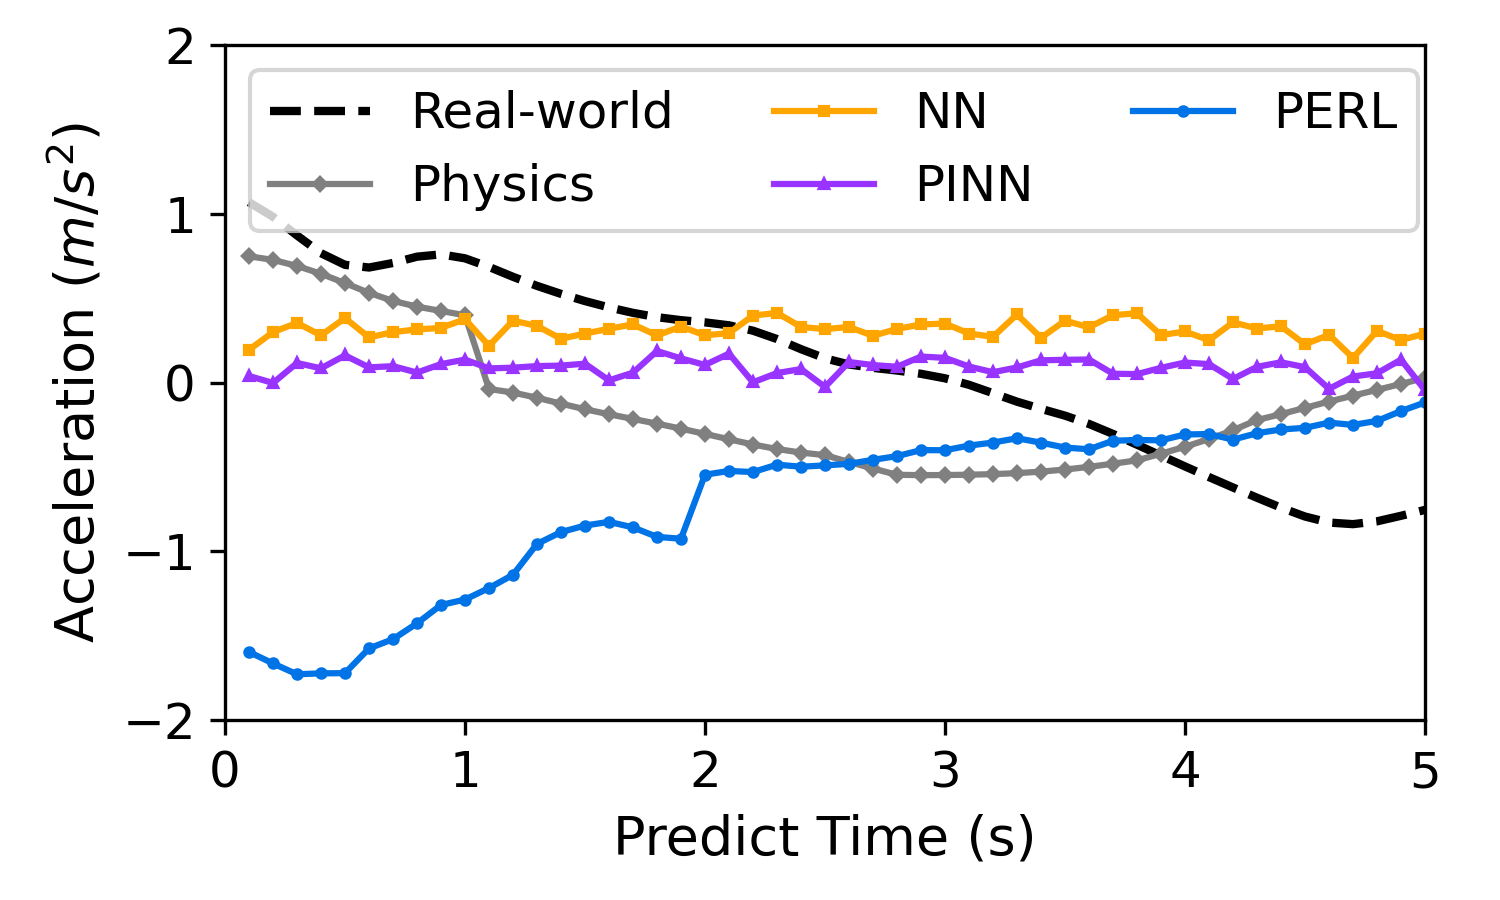 2
1
0
−1
−2
Acceleration (m/s²)
Real-world
Physics
NN
PINN
PERL
0 1 2 3 4 5
Predict Time (s)